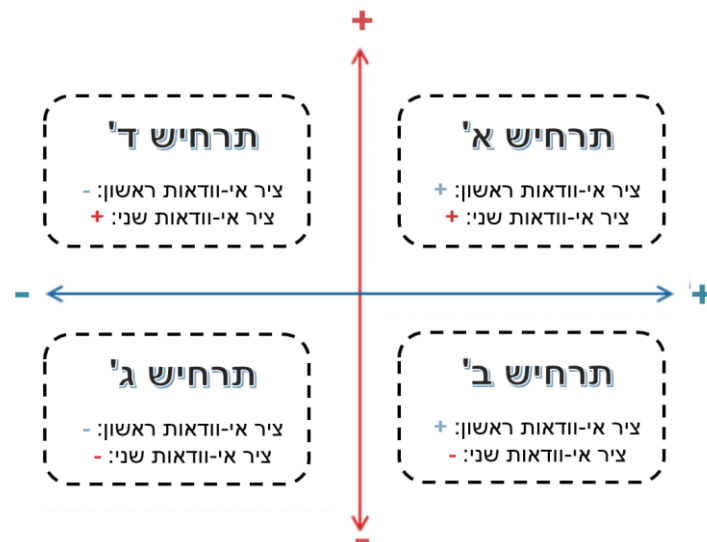 +
תרחיש א'
ציר אי-וודאות ראשון: +
ציר אי-וודאות שני: +
תרחיש ד'
ציר אי-וודאות ראשון: -
ציר אי-וודאות שני: +
+
-
תרחיש ב'
ציר אי-וודאות ראשון: +
ציר אי-וודאות שני: -
תרחיש ג'
ציר אי-וודאות ראשון: -
ציר אי-וודאות שני: -
-